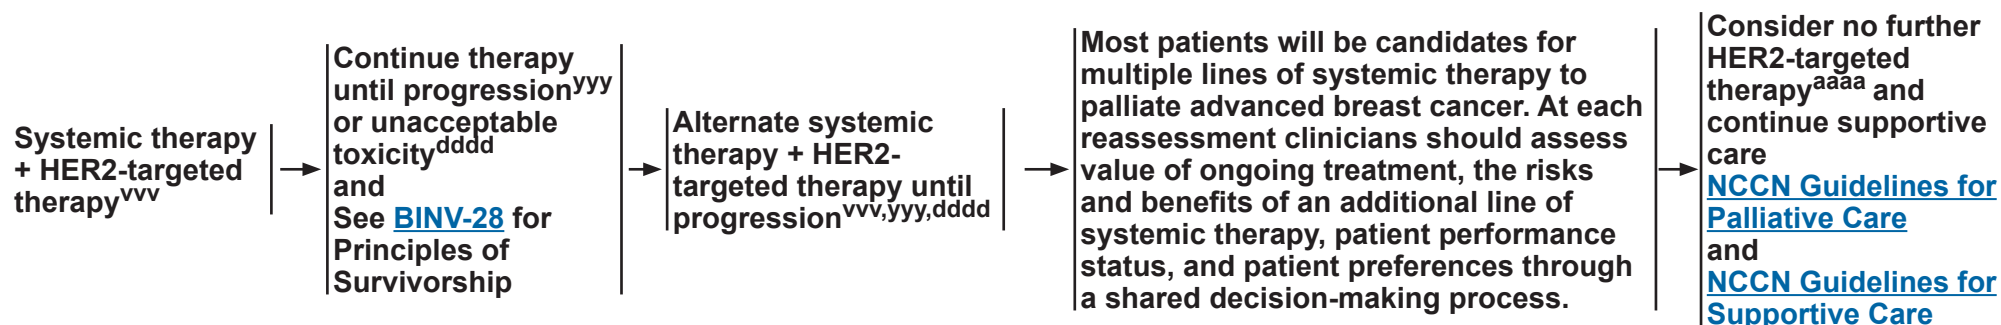 Systemic therapy
+ HER2-targeted
therapyvvv
Continue therapy
until progressionyyy
or unacceptable
toxicitydddd
and
See BINV-28 for
Principles of
Survivorship
Alternate systemic
therapy + HER2-
targeted therapy until
progressionvvv,yyy,dddd
Most patients will be candidates for
multiple lines of systemic therapy to
palliate advanced breast cancer. At each
reassessment clinicians should assess
value of ongoing treatment, the risks
and benefits of an additional line of
systemic therapy, patient performance
status, and patient preferences through
a shared decision-making process.
Consider no further
HER2-targeted
therapyaaaa and
continue supportive
care
NCCN Guidelines for
Palliative Care
and
NCCN Guidelines for
Supportive Care